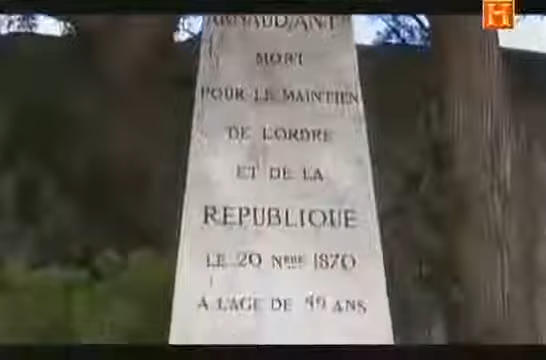 H
MORT
POUR LE MAINTIEN
DE L'ORDRE
ET DE LA
REPUBLIQUE
LE 20 Nbre 1870
A L'AGE DE ANS